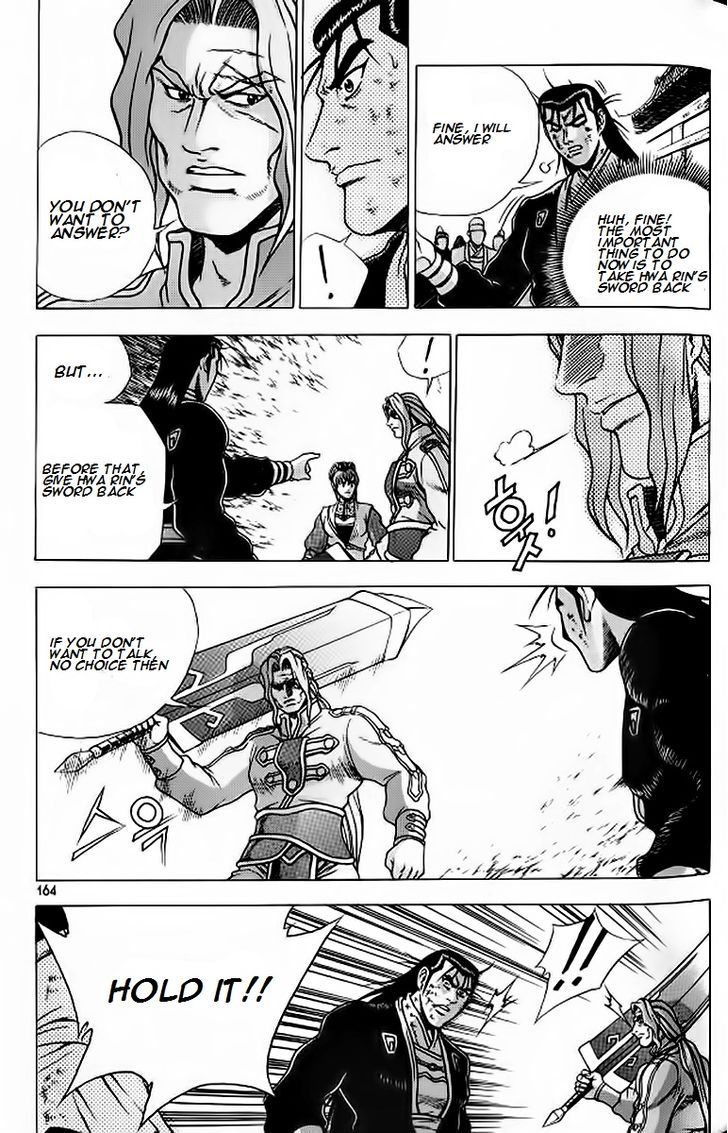 YOU DON'T
WANT TO
ANSWER?
!
FINE, I WILL
ANSWER
HUH, FINE!
THE MOST
IMPORTANT
THING TO DO
NOW IS TO
TAKE HWA RIN'S
SWORD BACK
BUT...
BEFORE THAT,
GIVE HWA RIN'S
SWORD BACK
!
IF YOU DON'T
WANT TO TALK,
NO CHOICE THEN
스윽
164
HOLD IT!!
!!